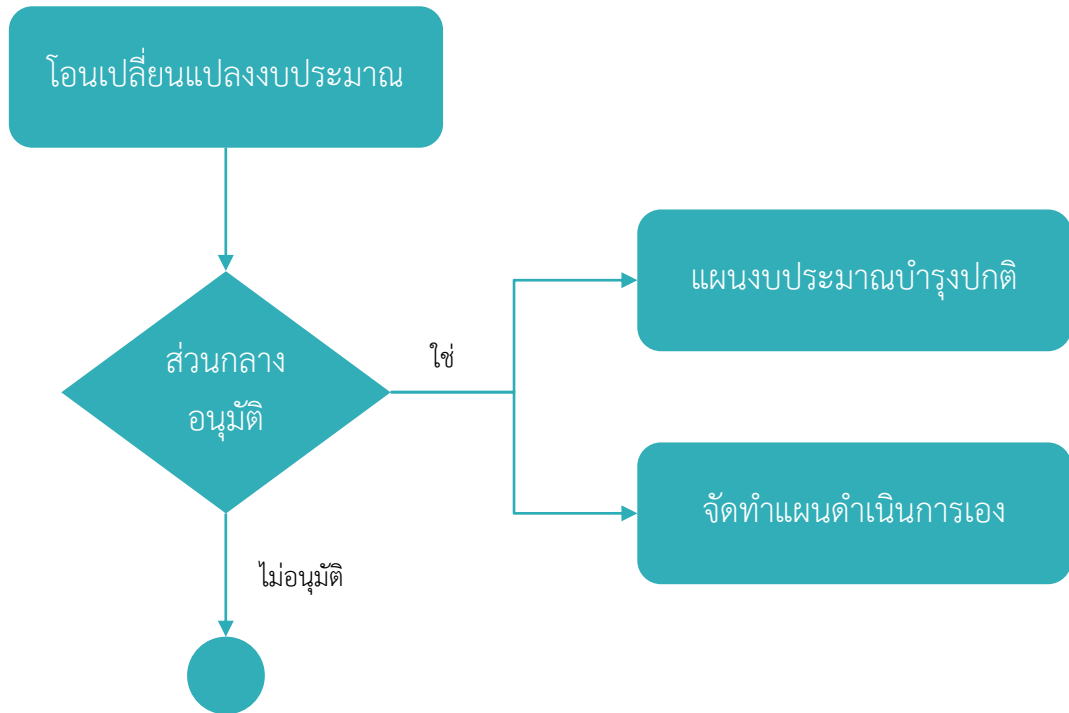 โอนเปลี่ยนแปลงงบประมาณ
แผนงบประมาณบำรุงปกติ
ใช่
ส่วนกลาง
อนุมัติ
จัดทำแผนดำเนินการเอง
ไม่อนุมัติ